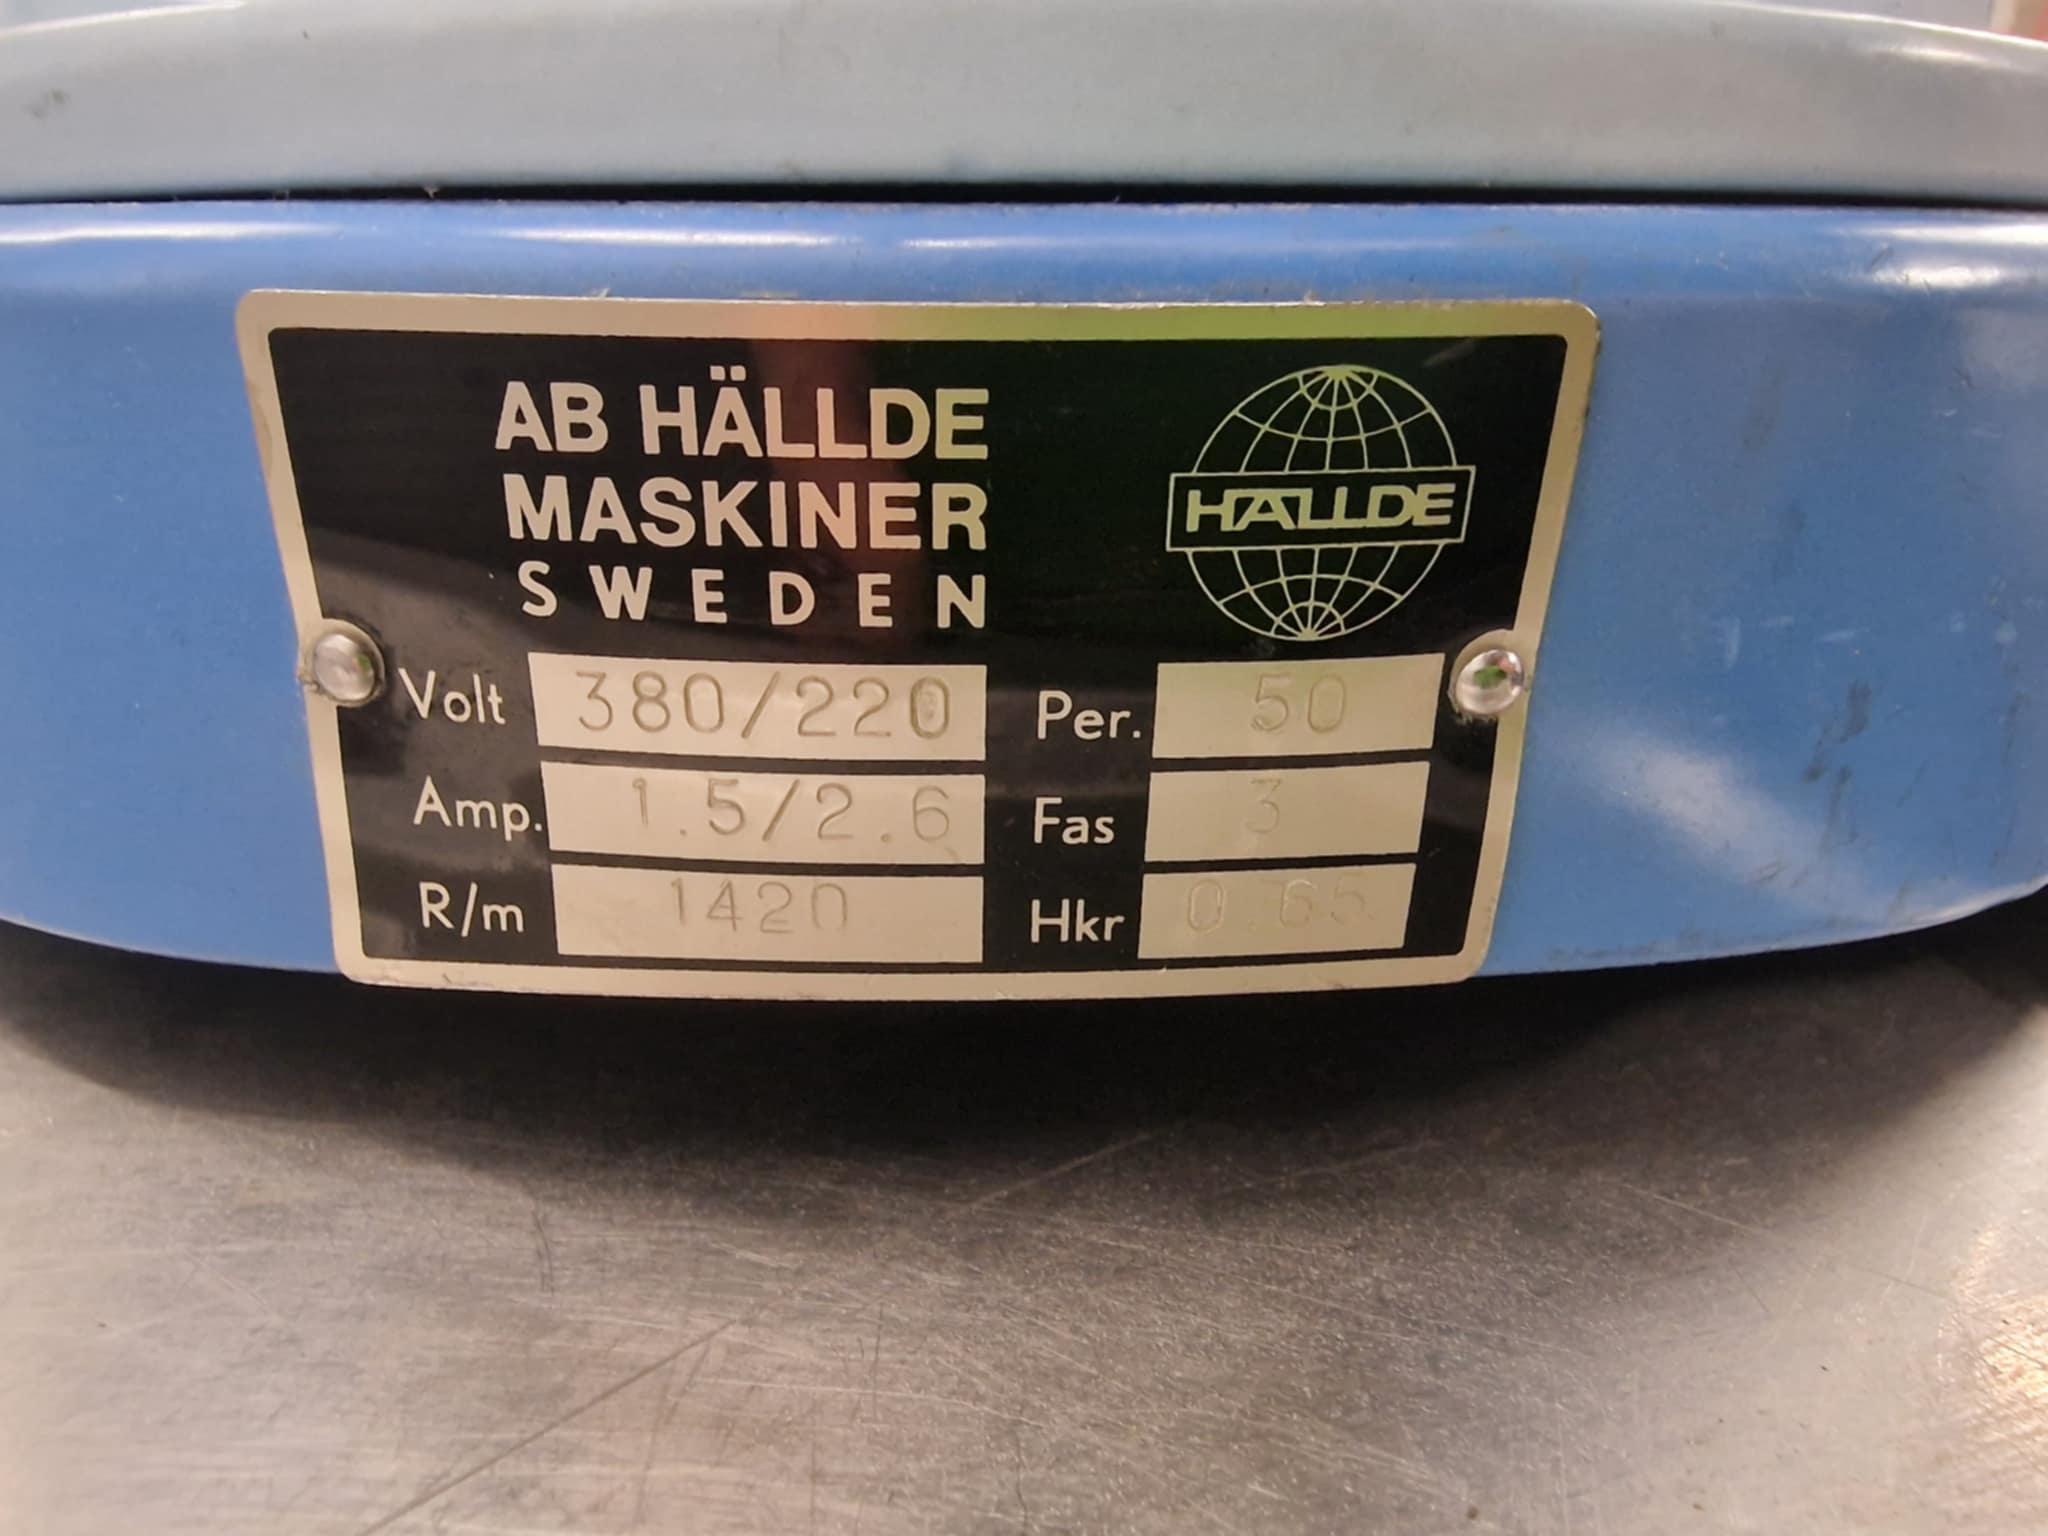 AB HÄLLDE
MASKINER
SWEDEN
HÄLLDE
Volt 380/220 Per. 50
Amp. 1.5/2.6 Fas 3
R/m 1420 Hkr 0.65